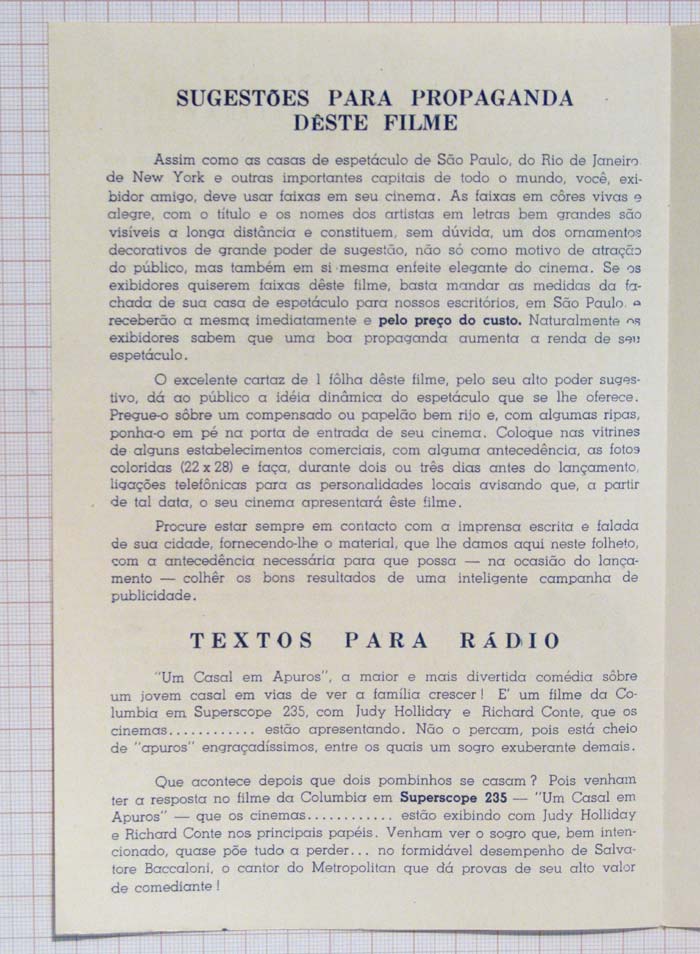 SUGESTÕES PARA PROPAGANDA
DÊSTE FILME
Assim como as casas de espetáculo de São Paulo, do Rio de Janeiro
de New York e outras importantes capitais de todo o mundo, você, exi-
bidor amigo, deve usar faixas em seu cinema. As faixas em côres vivas e
alegre, com o título e os nomes dos artistas em letras bem grandes são
visíveis a longa distância e constituem, sem dúvida, um dos ornamentos
decorativos de grande poder de sugestão, não só como motivo de atração
do público, mas também em si mesma enfeite elegante do cinema. Se os
exibidores quiserem faixas dêste filme, basta mandar as medidas da fa-
chada de sua casa de espetáculo para nossos escritórios, em São Paulo, e
receberão a mesma imediatamente e pelo preço do custo. Naturalmente os
exibidores sabem que uma boa propaganda aumenta a renda de seu
espetáculo.
O excelente cartaz de 1 fôlha dêste filme, pelo seu alto poder suges-
tivo, dá ao público a idéia dinâmica do espetáculo que se lhe oferece.
Pregue-o sôbre um compensado ou papelão bem rijo e, com algumas ripas,
ponha-o em pé na porta de entrada de seu cinema. Coloque nas vitrines
de alguns estabelecimentos comerciais, com alguma antecedência, as fotos
coloridas (22 x 28) e faça, durante dois ou três dias antes do lançamento,
ligações telefônicas para as personalidades locais avisando que, a partir
de tal data, o seu cinema apresentará êste filme.
Procure estar sempre em contacto com a imprensa escrita e falada
de sua cidade, fornecendo-lhe o material, que lhe damos aqui neste folheto,
com a antecedência necessária para que possa — na ocasião do lança-
mento — colhêr os bons resultados de uma inteligente campanha de
publicidade.
TEXTOS PARA RÁDIO
"Um Casal em Apuros", a maior e mais divertida comédia sôbre
um jovem casal em vias de ver a família crescer! E' um filme da Co-
lumbia em Superscope 235, com Judy Holliday e Richard Conte, que os
cinemas............ estão apresentando. Não o percam, pois está cheio
de "apuros" engraçadíssimos, entre os quais um sogro exuberante demais.
Que acontece depois que dois pombinhos se casam? Pois venham
ter a resposta no filme da Columbia em Superscope 235 — "Um Casal em
Apuros" — que os cinemas............ estão exibindo com Judy Holliday
e Richard Conte nos principais papéis. Venham ver o sogro que, bem inten-
cionado, quase põe tudo a perder... no formidável desempenho de Salva-
tore Baccaloni, o cantor do Metropolitan que dá provas de seu alto valor
de comediante!